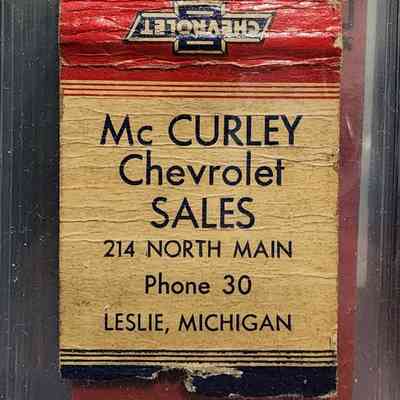 CHEVROLET
Mc CURLEY
Chevrolet
SALES
214 NORTH MAIN
Phone 30
LESLIE, MICHIGAN